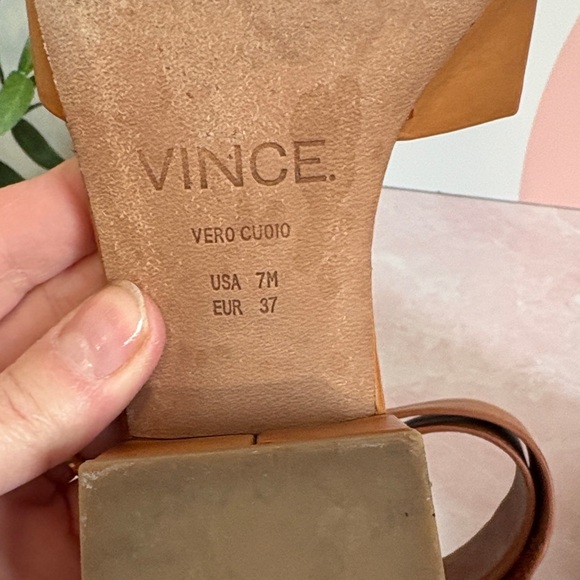 VINCE.
VERO CUOIO
USA 7M
EUR 37